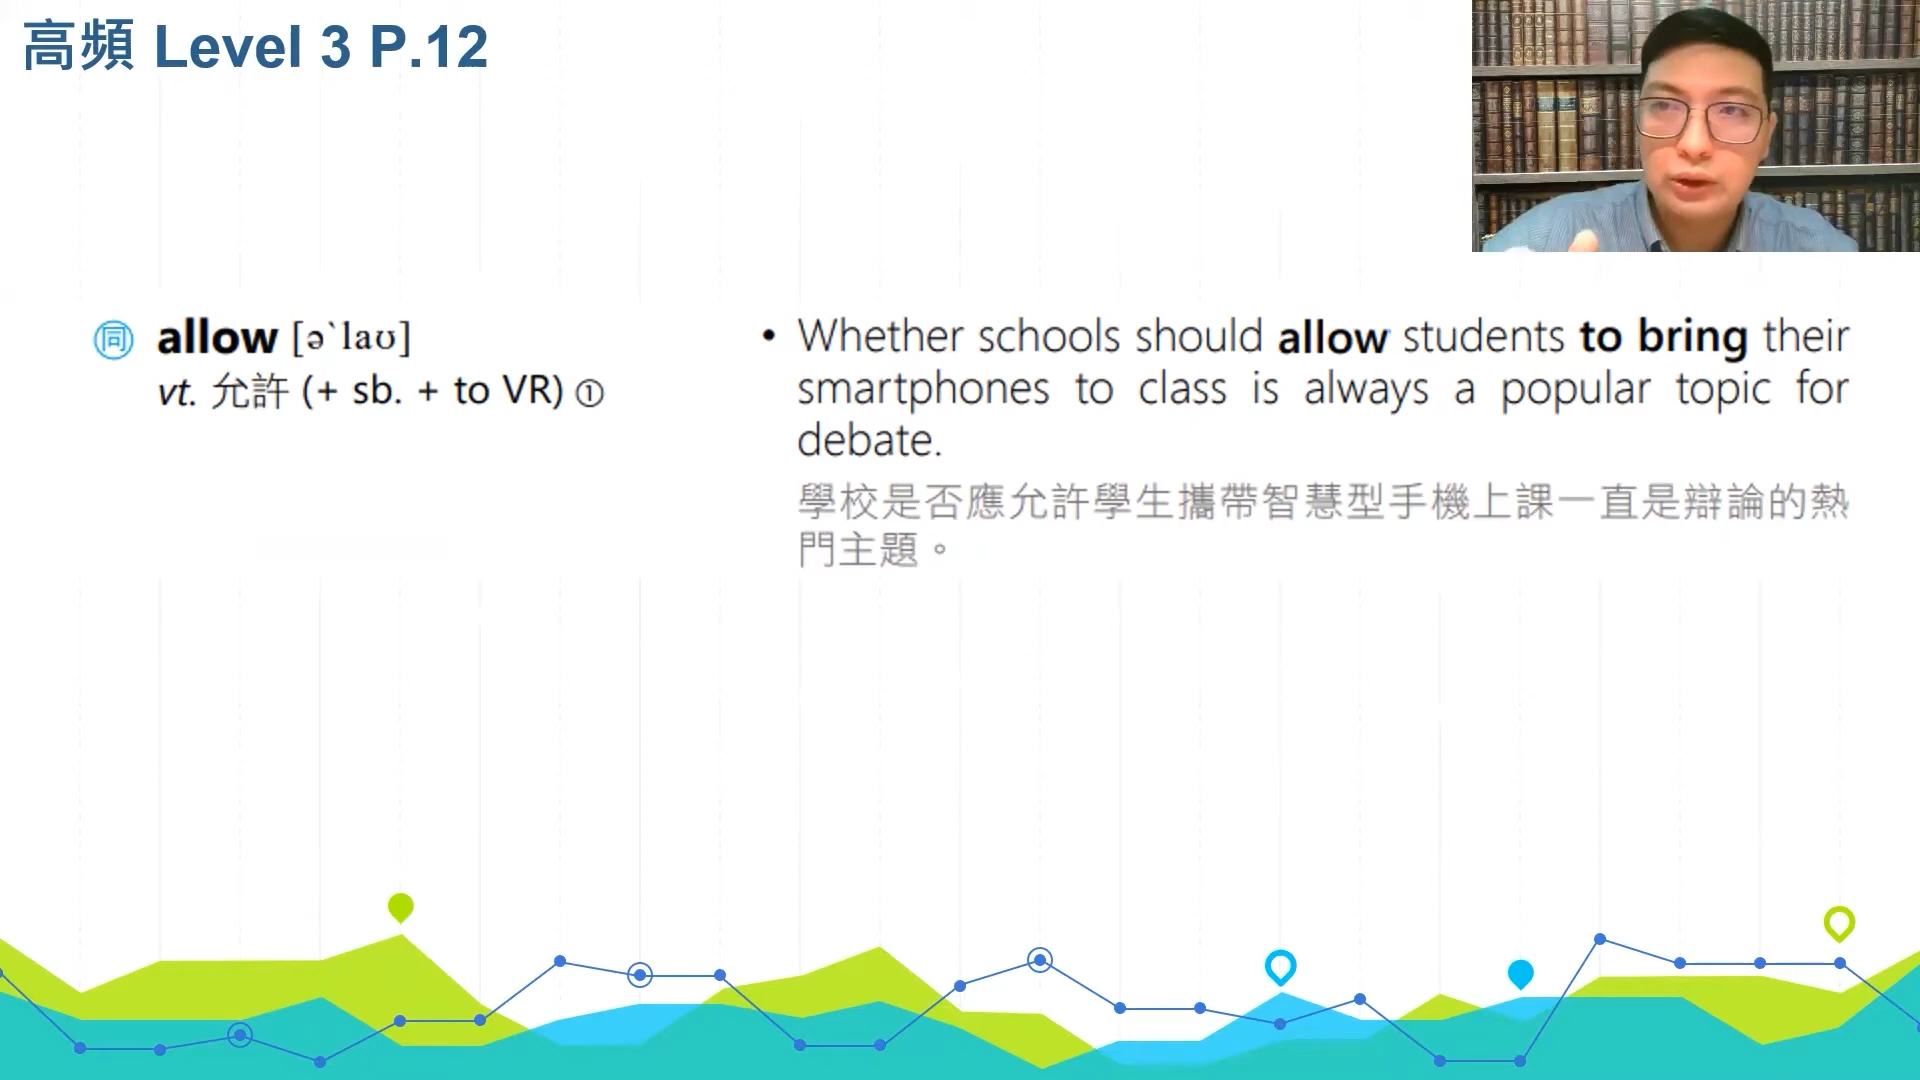 高頻 Level 3 P.12
同 allow [ə`laʊ]
vt. 允許 (+ sb. + to VR) ①
• Whether schools should allow students to bring their
smartphones to class is always a popular topic for
debate.
學校是否應允許學生攜帶智慧型手機上課一直是辯論的熱
門主題。